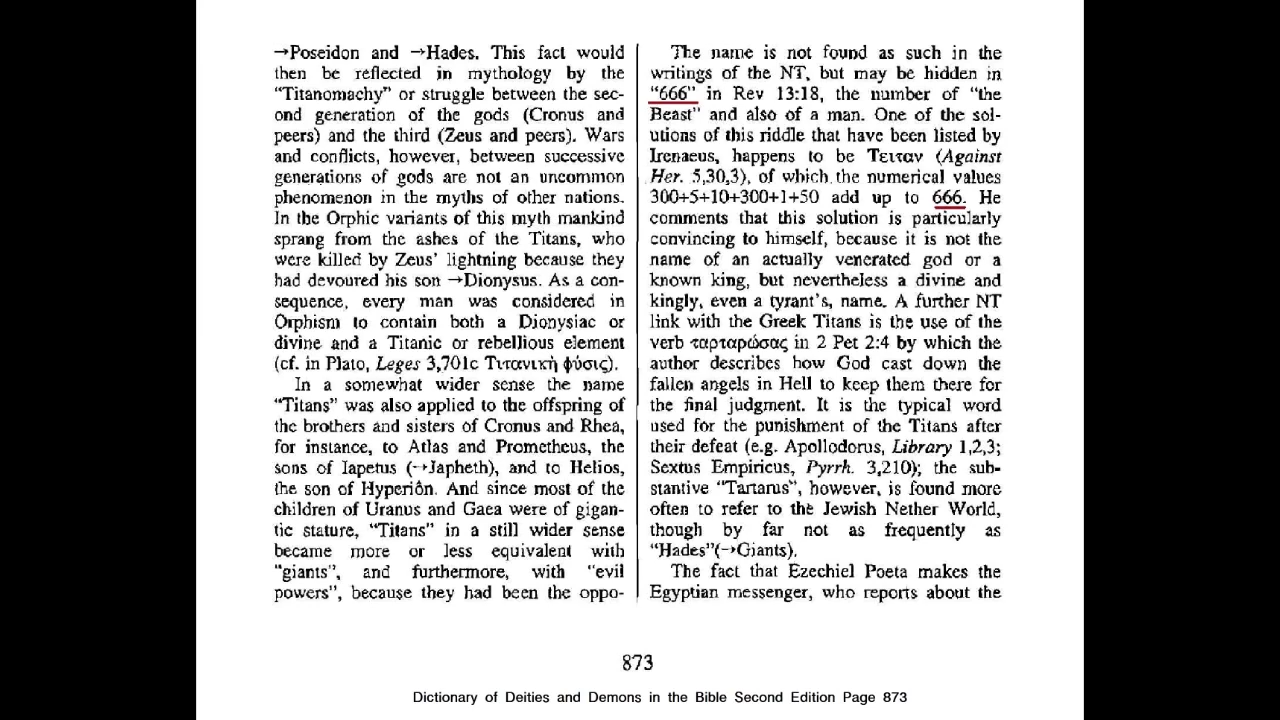 →Poseidon and →Hades. This fact would
then be reflected in mythology by the
“Titanomachy” or struggle between the sec-
ond generation of the gods (Cronus and
peers) and the third (Zeus and peers). Wars
and conflicts, however, between successive
generations of gods are not an uncommon
phenomenon in the myths of other nations.
In the Orphic variants of this myth mankind
sprang from the ashes of the Titans, who
were killed by Zeus’ lightning because they
had devoured his son →Dionysus. As a con-
sequence, every man was considered in
Orphism to contain both a Dionysiac or
divine and a Titanic or rebellious element
(cf. in Plato, Leges 3,701c Τιτανικὴ φύσις).
In a somewhat wider sense the name
“Titans” was also applied to the offspring of
the brothers and sisters of Cronus and Rhea,
for instance, to Atlas and Prometheus, the
sons of Iapetus (→Japheth), and to Helios,
the son of Hyperiôn. And since most of the
children of Uranus and Gaea were of gigan-
tic stature, “Titans” in a still wider sense
became more or less equivalent with
“giants”, and furthermore, with “evil
powers”, because they had been the oppo-
The name is not found as such in the
writings of the NT, but may be hidden in
“666” in Rev 13:18, the number of “the
Beast” and also of a man. One of the sol-
utions of this riddle that have been listed by
Irenaeus, happens to be Τειταν (Against
Her. 5,30,3), of which the numerical values
300+5+10+300+1+50 add up to 666. He
comments that this solution is particularly
convincing to himself, because it is not the
name of an actually venerated god or a
known king, but nevertheless a divine and
kingly, even a tyrant’s, name. A further NT
link with the Greek Titans is the use of the
verb ταρταρώσας in 2 Pet 2:4 by which the
author describes how God cast down the
fallen angels in Hell to keep them there for
the final judgment. It is the typical word
used for the punishment of the Titans after
their defeat (e.g. Apollodorus, Library 1,2,3;
Sextus Empiricus, Pyrrh. 3,210); the sub-
stantive “Tartarus”, however, is found more
often to refer to the Jewish Nether World,
though by far not as frequently as
“Hades”(→Giants).
The fact that Ezechiel Poeta makes the
Egyptian messenger, who reports about the
873
Dictionary of Deities and Demons in the Bible Second Edition Page 873